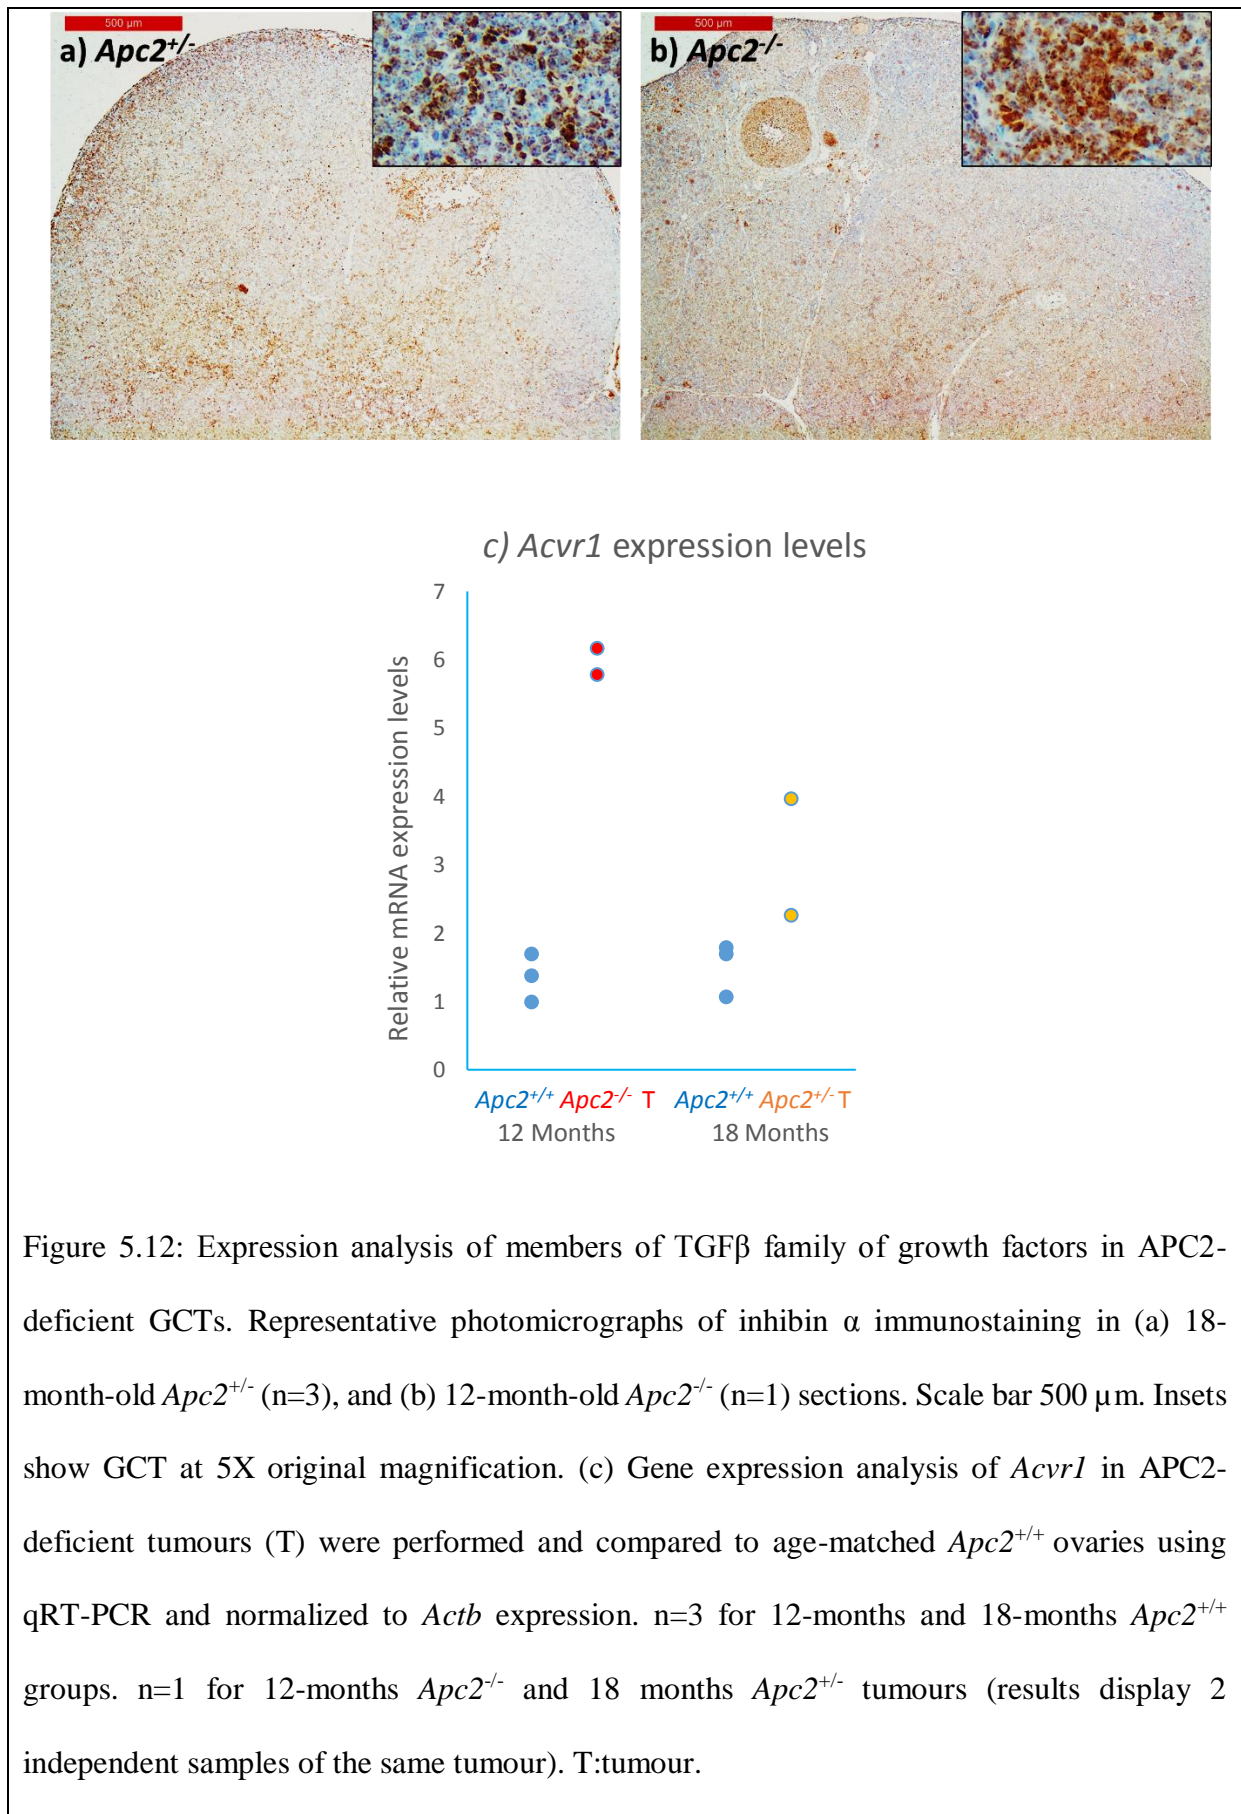 500 µm
a) Apc2+/-
500 µm
b) Apc2-/-
c) Acvr1 expression levels
Relative mRNA expression levels
7
6
5
4
3
2
1
0
Apc2+/+ Apc2-/- T Apc2+/+ Apc2+/- T
12 Months 18 Months
Figure 5.12: Expression analysis of members of TGFβ family of growth factors in APC2-
deficient GCTs. Representative photomicrographs of inhibin α immunostaining in (a) 18-
month-old Apc2+/- (n=3), and (b) 12-month-old Apc2-/- (n=1) sections. Scale bar 500 µm. Insets
show GCT at 5X original magnification. (c) Gene expression analysis of Acvr1 in APC2-
deficient tumours (T) were performed and compared to age-matched Apc2+/+ ovaries using
qRT-PCR and normalized to Actb expression. n=3 for 12-months and 18-months Apc2+/+
groups. n=1 for 12-months Apc2-/- and 18 months Apc2+/- tumours (results display 2
independent samples of the same tumour). T:tumour.